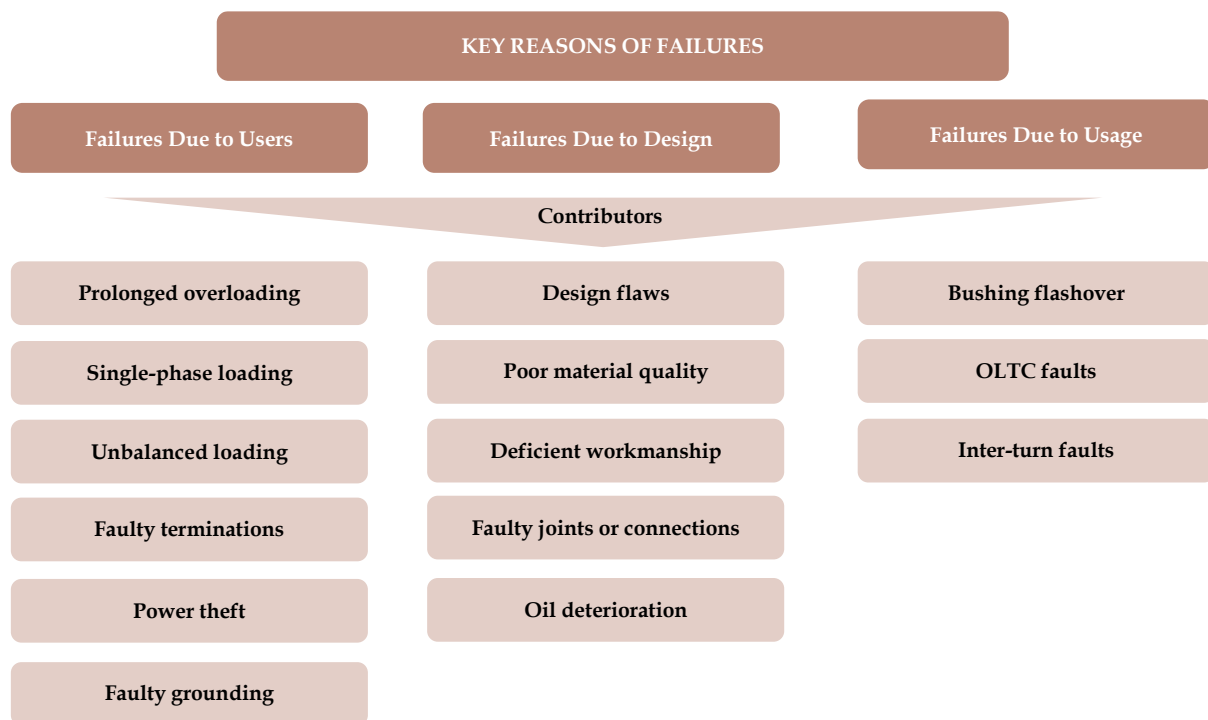 KEY REASONS OF FAILURES
Failures Due to Users
Failures Due to Design
Failures Due to Usage
Contributors
Prolonged overloading
Design flaws
Bushing flashover
Single-phase loading
Poor material quality
OLTC faults
Unbalanced loading
Deficient workmanship
Inter-turn faults
Faulty terminations
Faulty joints or connections
Power theft
Oil deterioration
Faulty grounding